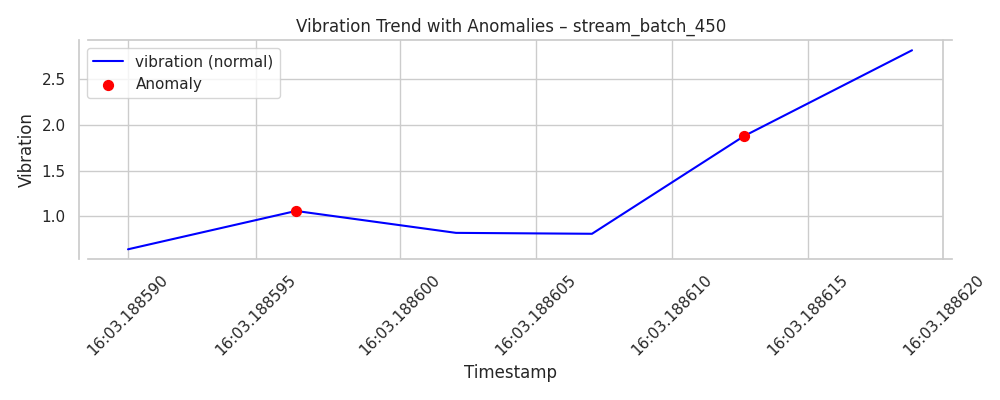 Vibration Trend with Anomalies – stream_batch_450
vibration (normal)
Anomaly
Vibration
2.5
2.0
1.5
1.0
16:03.188590
16:03.188595
16:03.188600
16:03.188605
16:03.188610
16:03.188615
16:03.188620
Timestamp